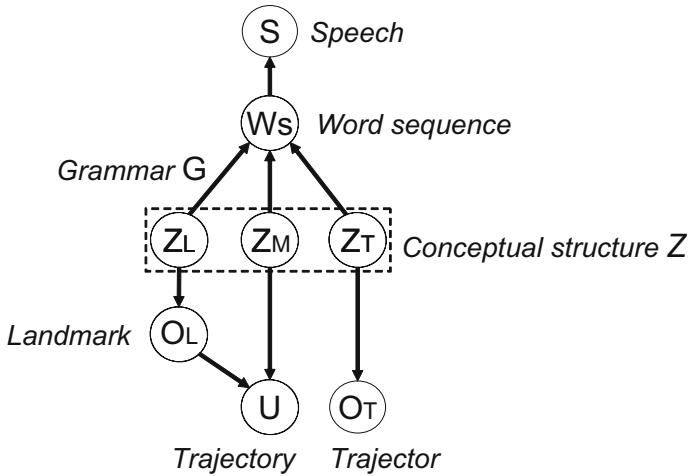 S Speech
Ws Word sequence
Grammar G
ZL ZM ZT Conceptual structure Z
Landmark OL
U OT
Trajectory Trajector